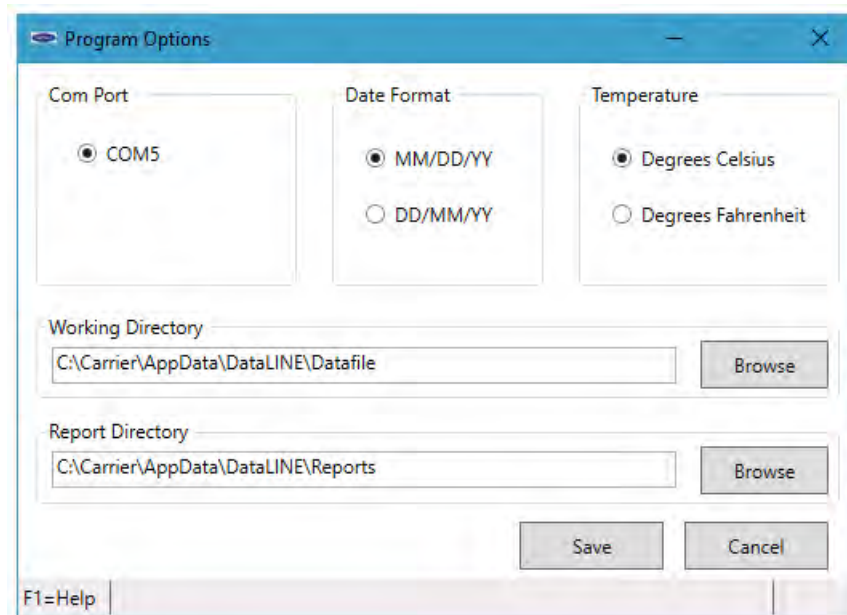 Program Options
Com Port
Date Format
Temperature
COM5
MM/DD/YY
Degrees Celsius
DD/MM/YY
Degrees Fahrenheit
Working Directory
C:\Carrier\AppData\DataLINE\Datafile
Browse
Report Directory
C:\Carrier\AppData\DataLINE\Reports
Browse
Save
Cancel
F1=Help